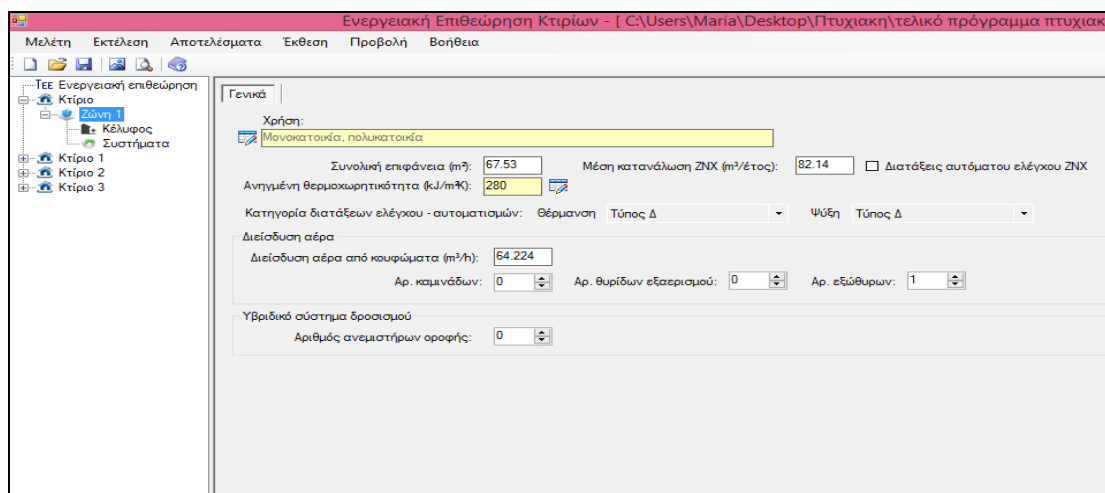 Ενεργειακή Επιθεώρηση Κτιρίων - [ C:\Users\Maria\Desktop\Πτυχιακη\τελικό πρόγραμμα πτυχιακ
Μελέτη Εκτέλεση Αποτελέσματα Έκθεση Προβολή Βοήθεια
ΤΕΕ Ενεργειακή επιθεώρηση
Κτίριο
Ζώνη 1
Κέλυφος
Συστήματα
Κτίριο 1
Κτίριο 2
Κτίριο 3
Γενικά
Χρήση:
Μονοκατοικία, πολυκατοικία
Συνολική επιφάνεια (m²): 67.53 Μέση κατανάλωση ΖΝΧ (m³/έτος): 82.14 Διατάξεις αυτόματου ελέγχου ΖΝΧ
Ανηγμένη θερμοχωρητικότητα (kJ/m²K): 280
Κατηγορία διατάξεων ελέγχου - αυτοματισμών: Θέρμανση Τύπος Δ Ψύξη Τύπος Δ
Διείσδυση αέρα
Διείσδυση αέρα από κουφώματα (m³/h): 64.224
Αρ. καμινάδων: 0 Αρ. θυρίδων εξαερισμού: 0 Αρ. εξώθυρων: 1
Υβριδικό σύστημα δροσισμού
Αριθμός ανεμιστήρων οροφής: 0